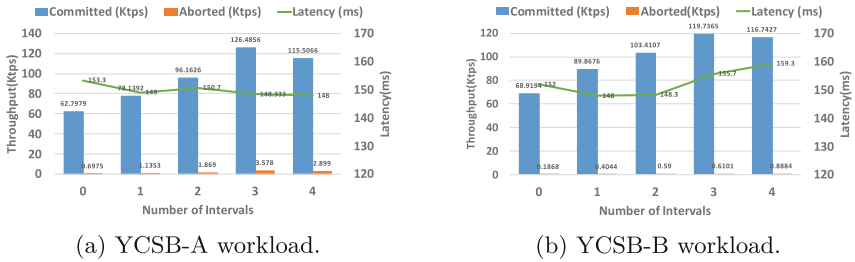 Committed (Ktps) Aborted (Ktps) Latency (ms)
140 170
120 160
100 150
80 140
60 130
40 120
20
0
Throughput(Ktps)
Latency(ms)
62.7979 78.1392 96.1626 126.4856 115.5066
153.3 149 150.7 148.333 148
0.6975 1.1353 1.869 3.578 2.899
0 1 2 3 4
Number of Intervals
(a) YCSB-A workload.
Committed (Ktps) Aborted(Ktps) Latency (ms)
120 170
100 160
80 150
60 140
40 130
20 120
0
Throughput(Ktps)
Latency(ms)
68.9194 89.8676 103.4107 119.7365 116.7427
152 148 148.3 155.7 159.3
0.1868 0.4044 0.59 0.6101 0.8884
0 1 2 3 4
Number of Intervals
(b) YCSB-B workload.